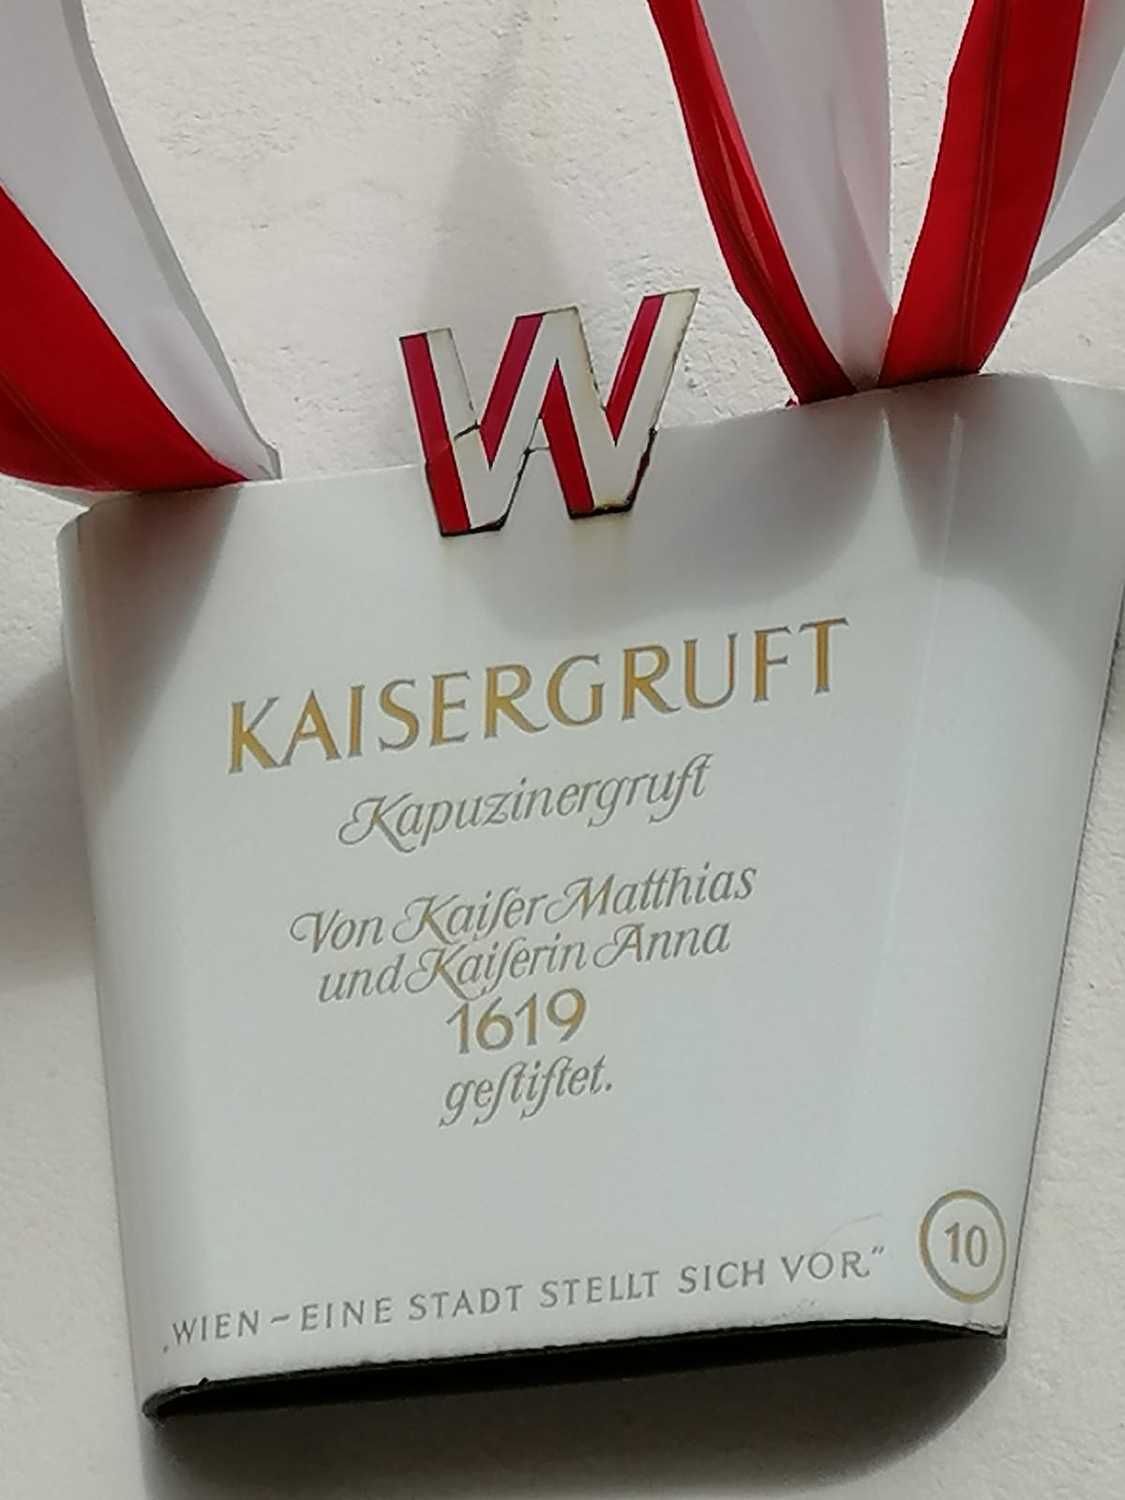 W
KAISERGRUFT
Kapuzinergruft
Von Kaiſer Matthias
und Kaiſerin Anna
1619
geſtiftet.
„WIEN – EINE STADT STELLT SICH VOR.“
10